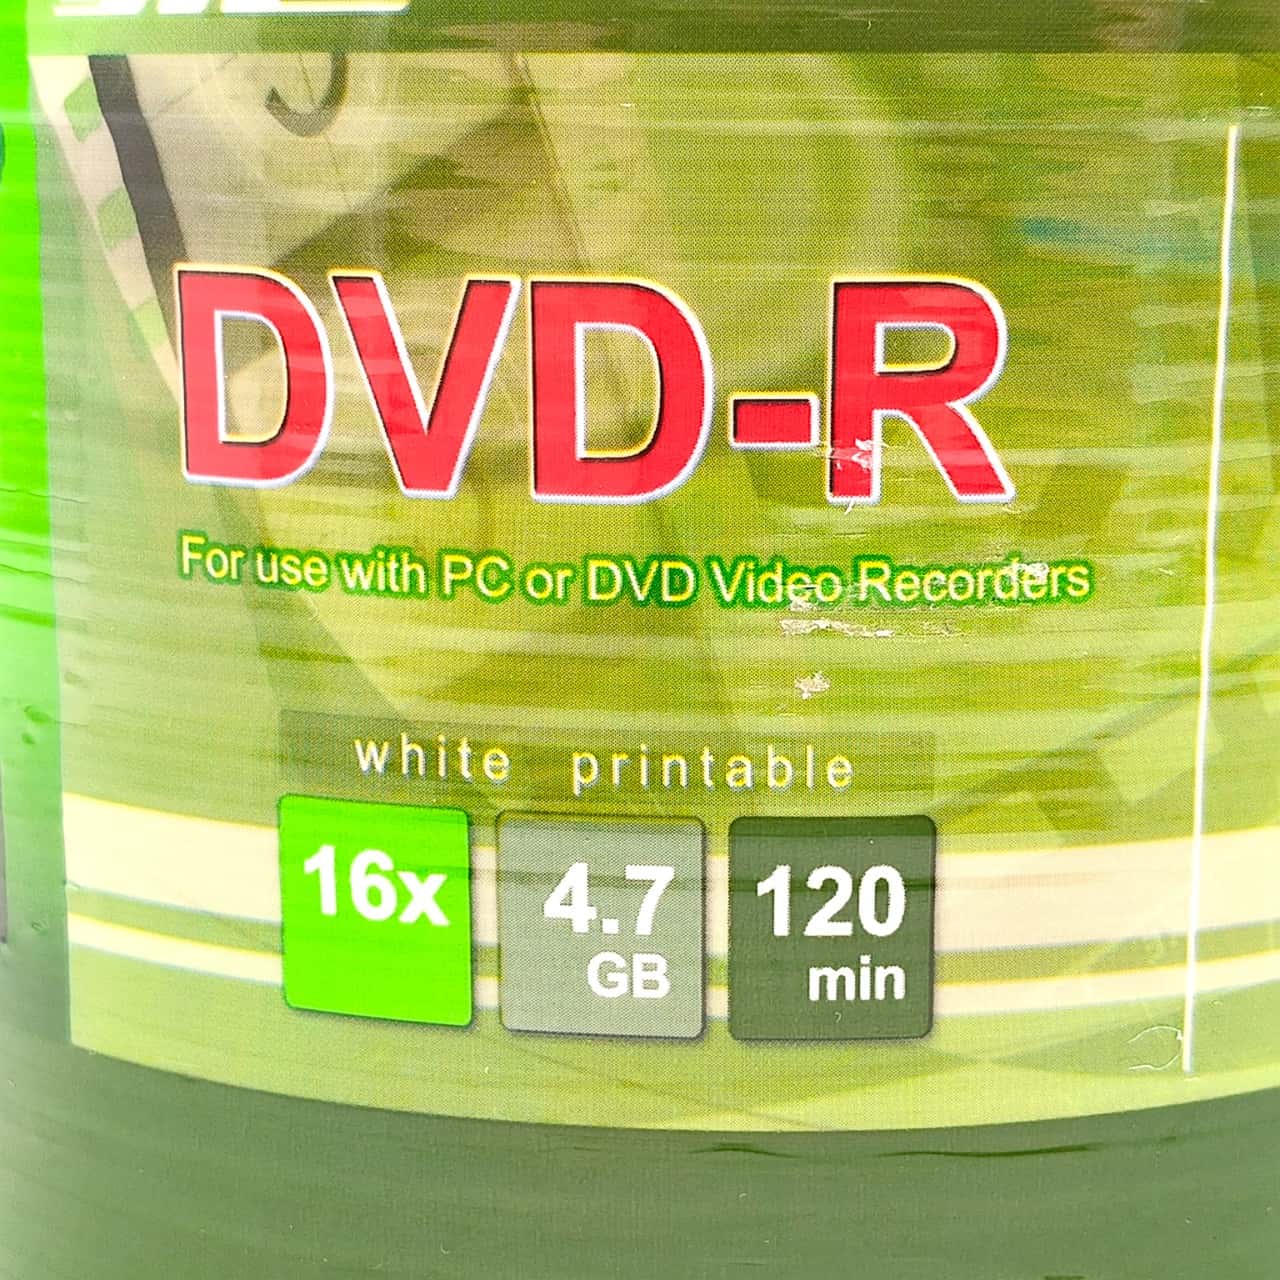 DVD-R
For use with PC or DVD Video Recorders
white printable
16x
4.7
GB
120
min